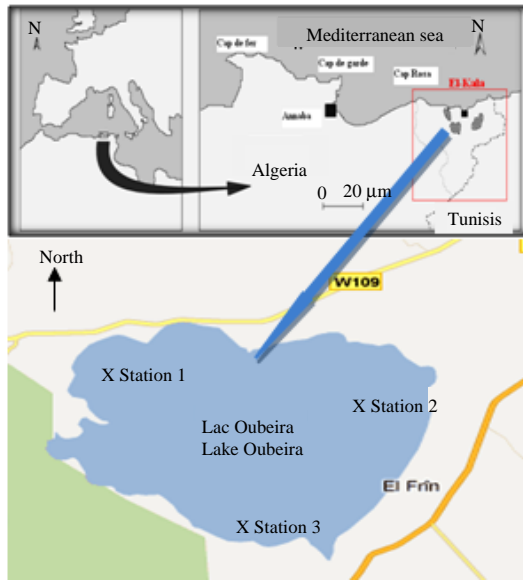 N
Mediterranean sea
N
Cap de fer
Cap de garde
Cap Rosa
El-Kala
Annaba
Algeria
0 20 µm
Tunisis
North
W109
X Station 1
X Station 2
Lac Oubeira
Lake Oubeira
El Frîn
X Station 3